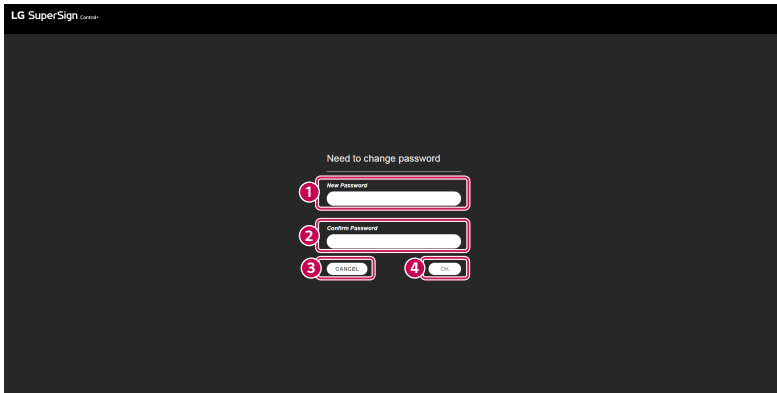 LG SuperSign Control+
Need to change password
1
New Password
2
Confirm Password
3 CANCEL 4 OK